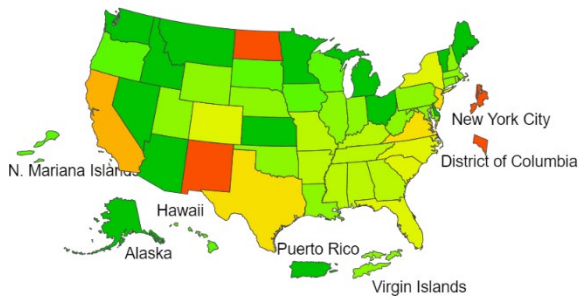 New York City
District of Columbia
N. Mariana Islands
Hawaii
Alaska
Puerto Rico
Virgin Islands